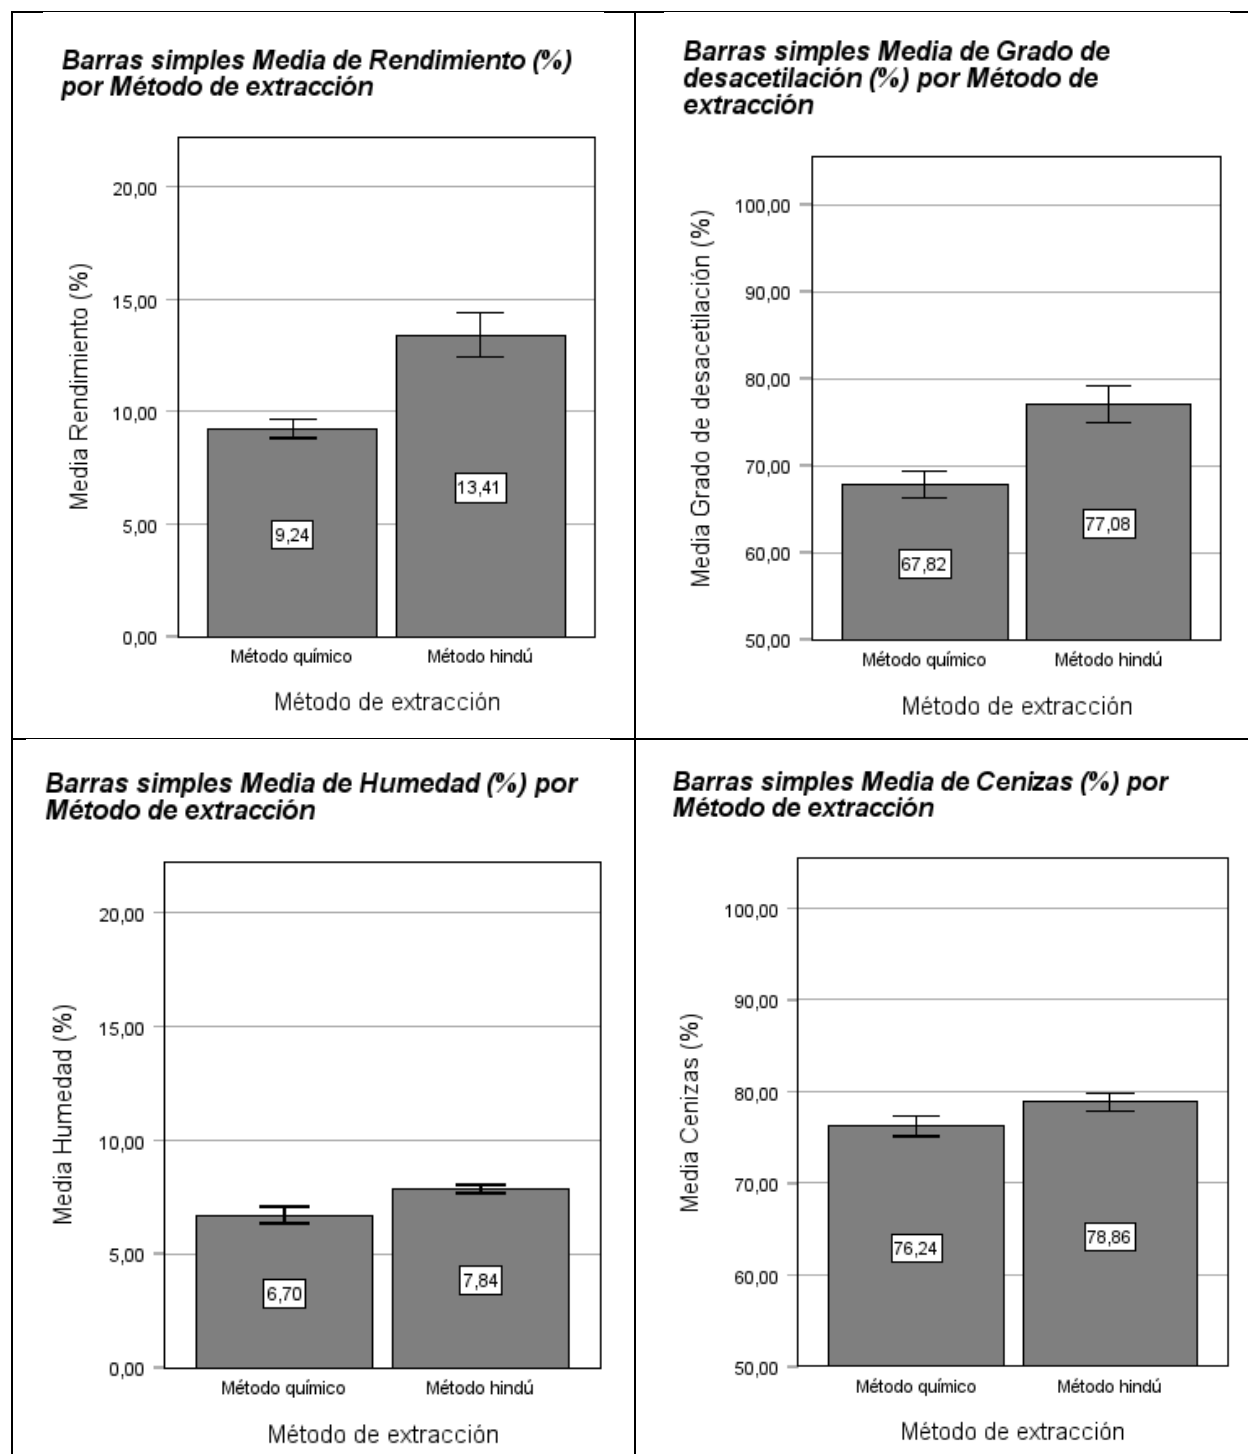 Barras simples Media de Rendimiento (%)
por Método de extracción
20,00
15,00
10,00
5,00
0,00
Media Rendimiento (%)
9,24
13,41
Método químico
Método hindú
Método de extracción
Barras simples Media de Grado de
desacetilación (%) por Método de
extracción
100,00
90,00
80,00
70,00
60,00
50,00
Media Grado de desacetilación (%)
67,82
77,08
Método químico
Método hindú
Método de extracción
Barras simples Media de Humedad (%) por
Método de extracción
20,00
15,00
10,00
5,00
0,00
Media Humedad (%)
6,70
7,84
Método químico
Método hindú
Método de extracción
Barras simples Media de Cenizas (%) por
Método de extracción
100,00
90,00
80,00
70,00
60,00
50,00
Media Cenizas (%)
76,24
78,86
Método químico
Método hindú
Método de extracción